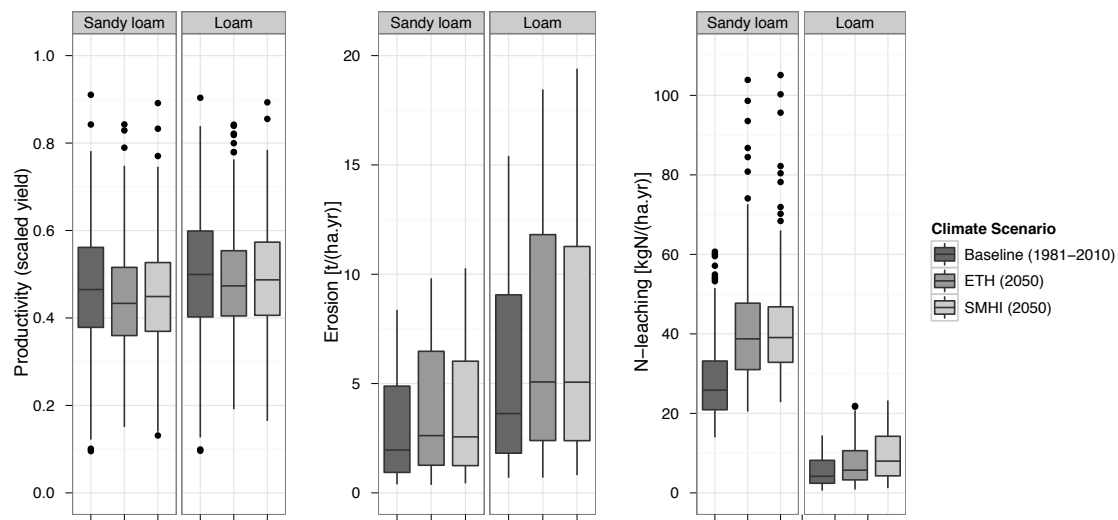 Sandy loam
Loam
Productivity (scaled yield)
1.0
0.8
0.6
0.4
0.2
0.0
Sandy loam
Loam
Erosion [t/(ha.yr)]
20
15
10
5
0
Sandy loam
Loam
N−leaching [kgN/(ha.yr)]
100
80
60
40
20
0
Climate Scenario
Baseline (1981−2010)
ETH (2050)
SMHI (2050)